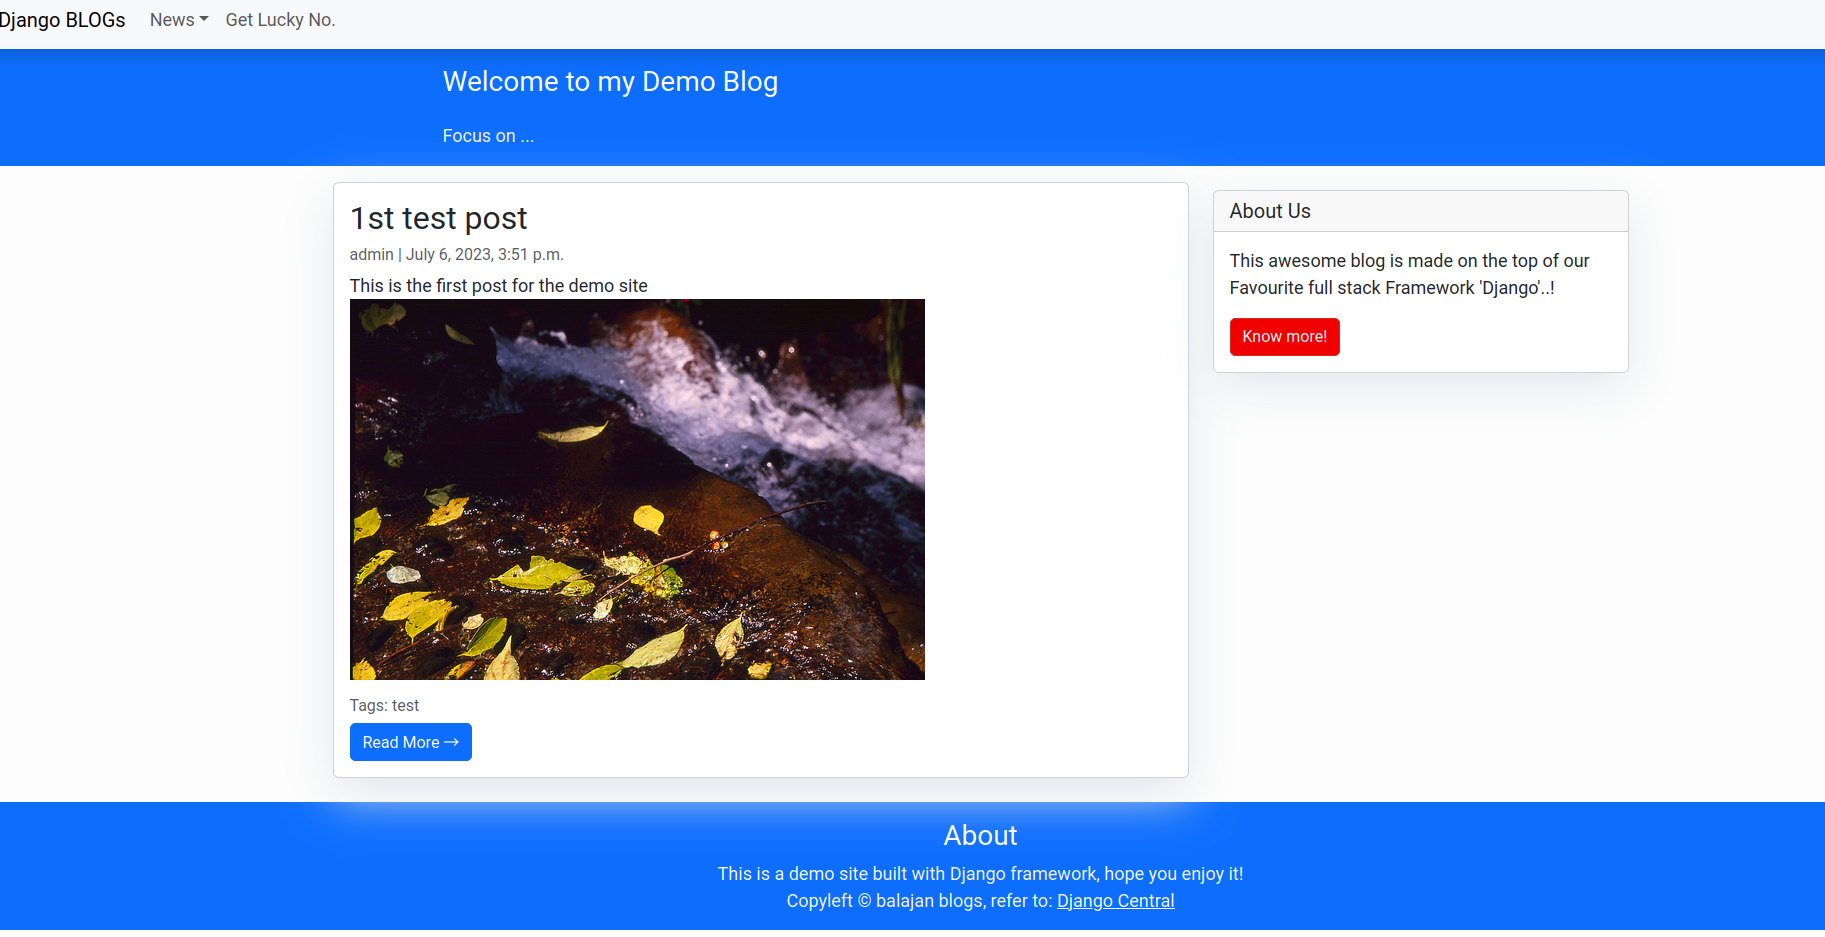 Django BLOGs News Get Lucky No.
Welcome to my Demo Blog
Focus on ...
1st test post
admin | July 6, 2023, 3:51 p.m.
This is the first post for the demo site
Tags: test
Read More →
About Us
This awesome blog is made on the top of our
Favourite full stack Framework 'Django'..!
Know more!
About
This is a demo site built with Django framework, hope you enjoy it!
Copyleft © balajan blogs, refer to: Django Central